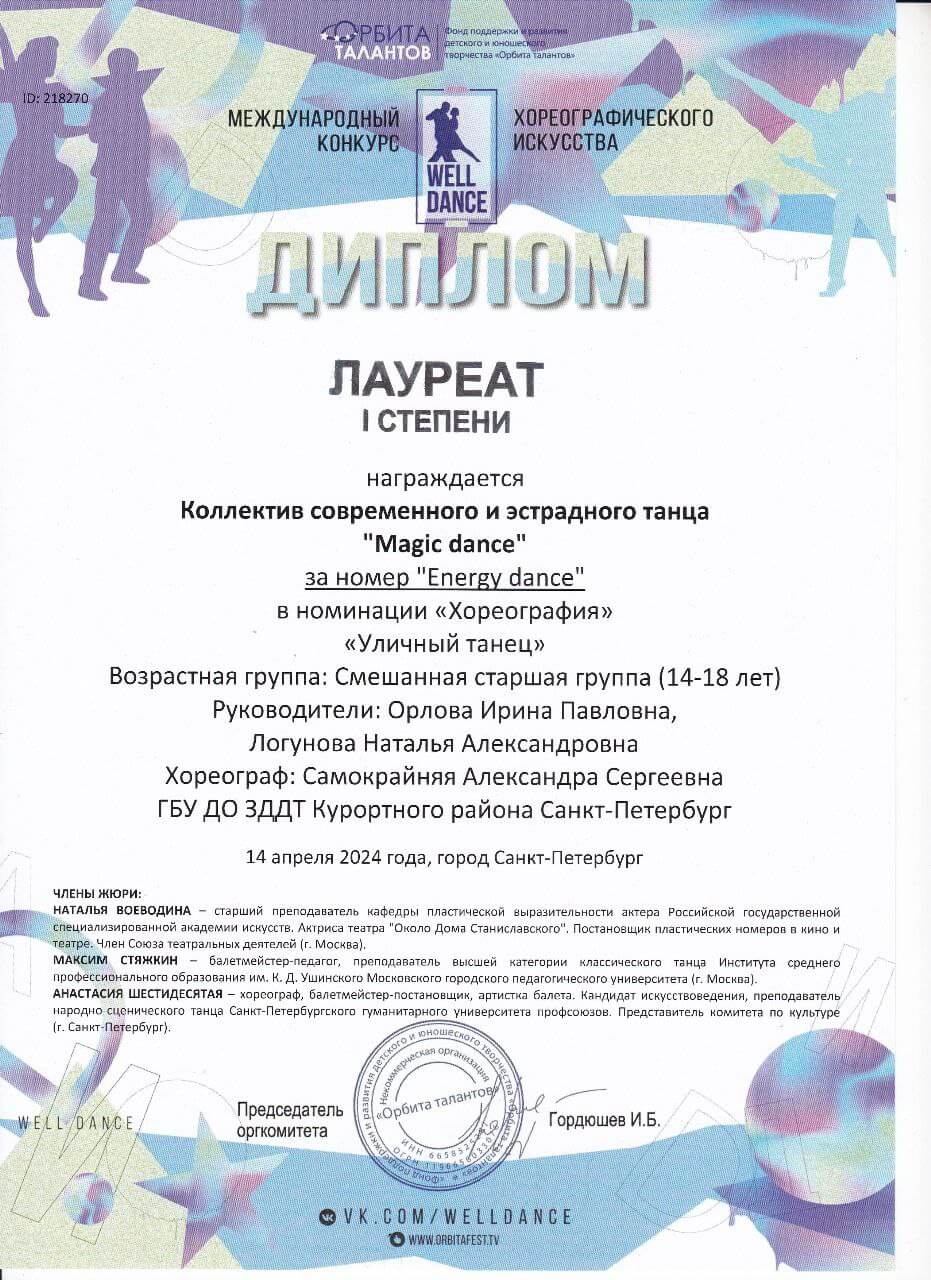 ОРБИТА
ТАЛАНТОВ
Фонд поддержки и развития
детского и юношеского
творчества «Орбита талантов»
ID: 218270
МЕЖДУНАРОДНЫЙ
КОНКУРС
WELL
DANCE
ХОРЕОГРАФИЧЕСКОГО
ИСКУССТВА
ДИПЛОМ
ЛАУРЕАТ
I СТЕПЕНИ
награждается
Коллектив современного и эстрадного танца
"Magic dance"
за номер "Energy dance"
в номинации «Хореография»
«Уличный танец»
Возрастная группа: Смешанная старшая группа (14-18 лет)
Руководители: Орлова Ирина Павловна,
Логунова Наталья Александровна
Хореограф: Самокрайняя Александра Сергеевна
ГБУ ДО ЗДДТ Курортного района Санкт-Петербург
14 апреля 2024 года, город Санкт-Петербург
ЧЛЕНЫ ЖЮРИ:
НАТАЛЬЯ ВОЕВОДИНА – старший преподаватель кафедры пластической выразительности актера Российской государственной
специализированной академии искусств. Актриса театра "Около Дома Станиславского". Постановщик пластических номеров в кино и
театре. Член Союза театральных деятелей (г. Москва).
МАКСИМ СТЯЖКИН – балетмейстер-педагог, преподаватель высшей категории классического танца Института среднего
профессионального образования им. К. Д. Ушинского Московского городского педагогического университета (г. Москва).
АНАСТАСИЯ ШЕСТИДЕСЯТАЯ – хореограф, балетмейстер-постановщик, артистка балета. Кандидат искусствоведения, преподаватель
народно-сценического танца Санкт-Петербургского гуманитарного университета профсоюзов. Представитель комитета по культуре
(г. Санкт-Петербург).
WELL DANCE
Председатель
оргкомитета
«Фонд поддержки и развития детского и юношеского творчества «Орбита талантов»
Некоммерческая организация
«Орбита талантов»
ИНН
ОГРН
Гордюшев И.Б.
VK.COM/WELLDANCE
WWW.ORBITAFEST.TV